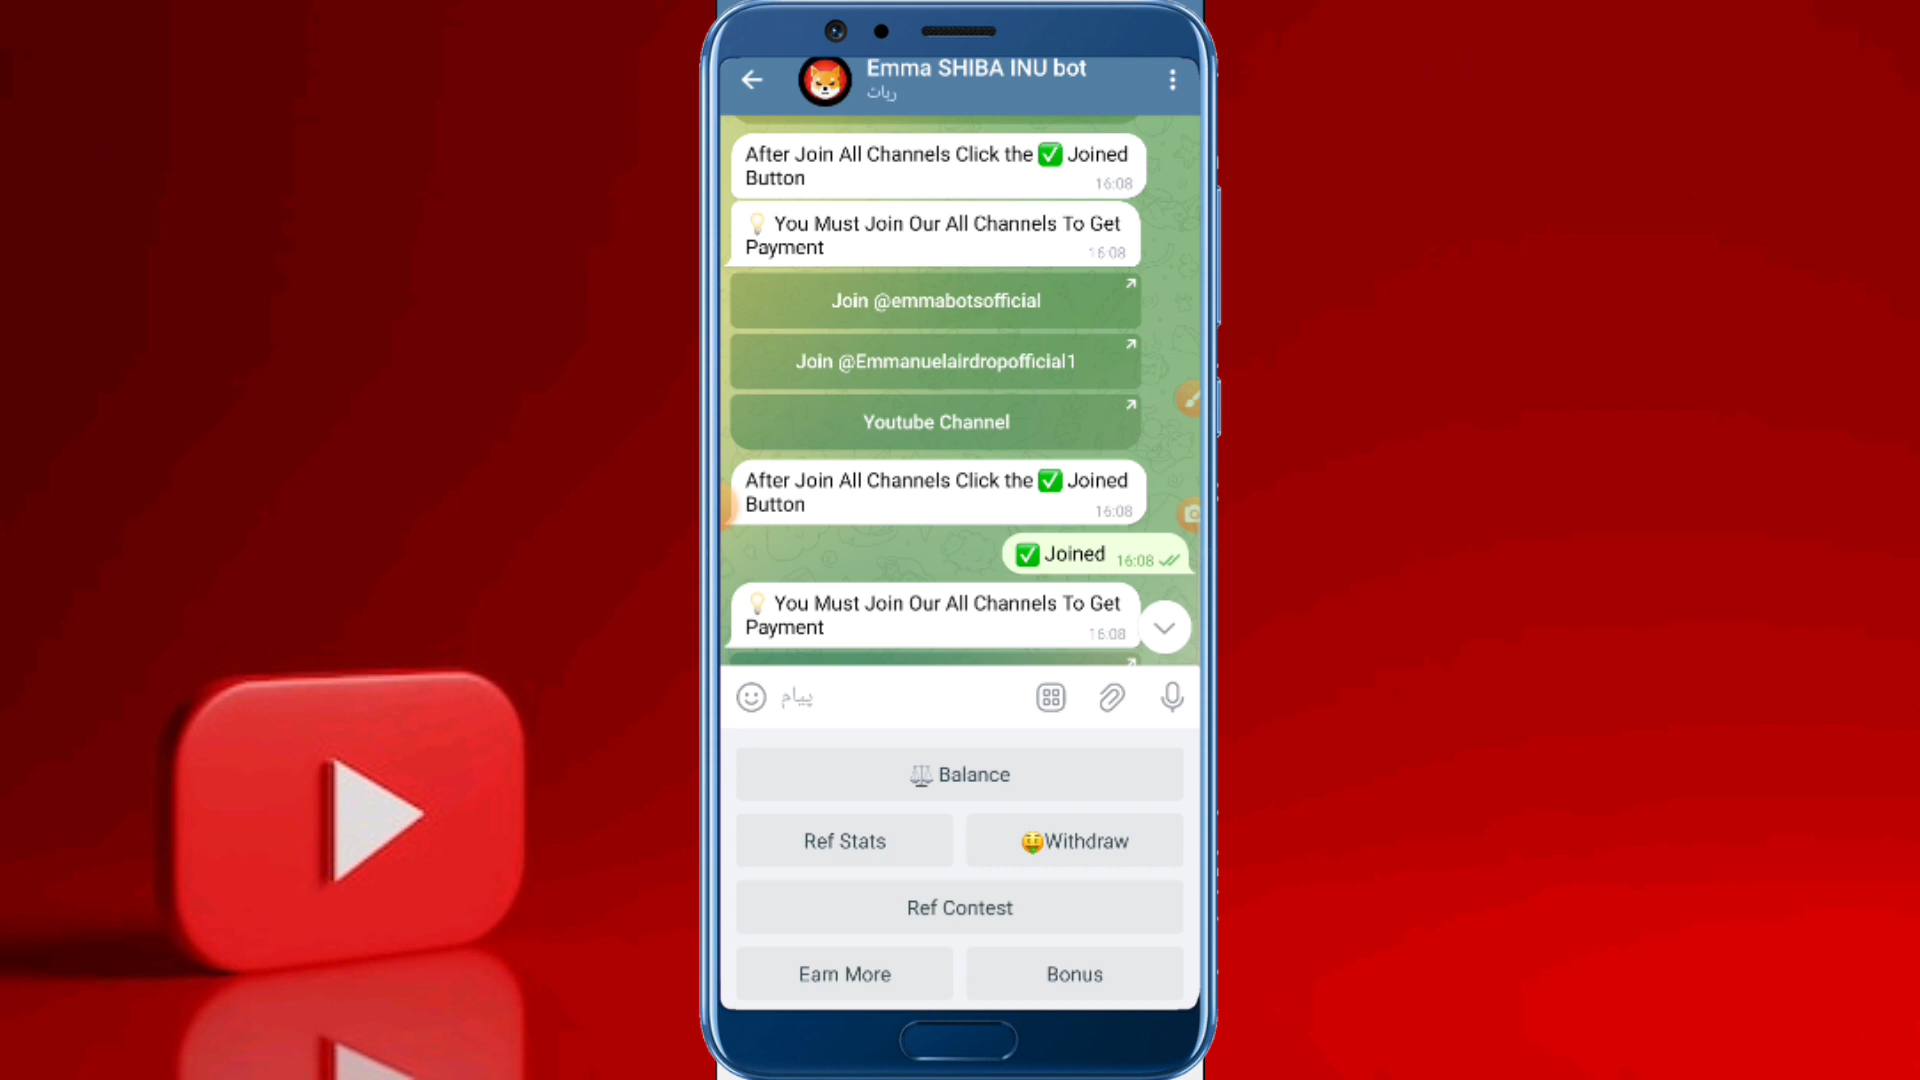 Emma SHIBA INU bot
ربات
After Join All Channels Click the ✅ Joined
Button
16:08
💡 You Must Join Our All Channels To Get
Payment
16:08
Join @emmabotsofficial
Join @Emmanuelairdropofficial1
Youtube Channel
After Join All Channels Click the ✅ Joined
Button
16:08
✅ Joined 16:08
💡 You Must Join Our All Channels To Get
Payment
16:08
پیام
⚖️ Balance
Ref Stats
🤑Withdraw
Ref Contest
Earn More
Bonus